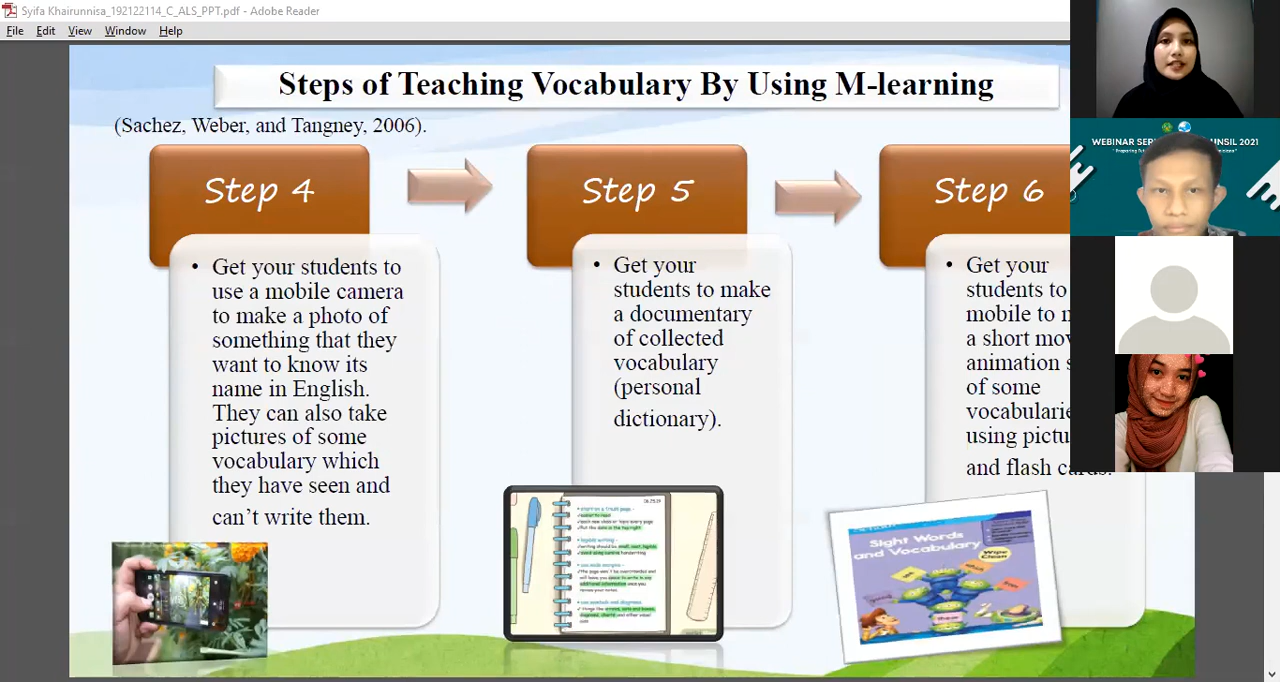 Syifa Khairunnisa_192122114_C_ALS_PPT.pdf - Adobe Reader
File Edit View Window Help
Steps of Teaching Vocabulary By Using M-learning
(Sachez, Weber, and Tangney, 2006).
Step 4
• Get your students to
use a mobile camera
to make a photo of
something that they
want to know its
name in English.
They can also take
pictures of some
vocabulary which
they have seen and
can't write them.
Step 5
• Get your
students to make
a documentary
of collected
vocabulary
(personal
dictionary).
Step 6
• Get your
students to
mobile to
a short
animation
of some
using
and flash cards.
WEBINAR 2021
Sight Words
and Vocabulary
Wipe
Clean